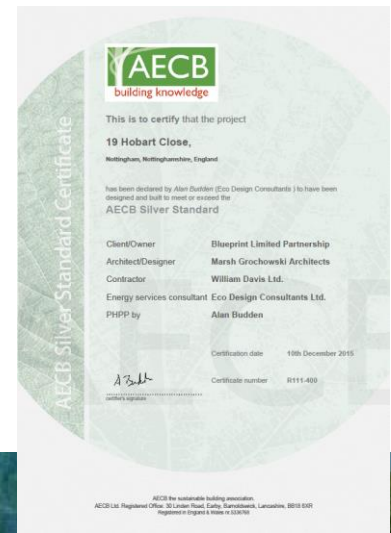 AECB
building knowledge
AECB Silver Standard Certificate
This is to certify that the project
19 Hobart Close,
Nottingham, Nottinghamshire, England
has been declared by Alan Budden (Eco Design Consultants ) to have been
designed and built to meet or exceed the
AECB Silver Standard
Client/Owner Blueprint Limited Partnership
Architect/Designer Marsh Grochowski Architects
Contractor William Davis Ltd.
Energy services consultant Eco Design Consultants Ltd.
PHPP by Alan Budden
Certification date 10th December 2015
Certificate number R111-400
certifier's signature
AECB the sustainable building association.
AECB Ltd. Registered Office: 30 Linden Road, Earby, Barnoldswick, Lancashire, BB18 6XR
Registered in England & Wales nr.